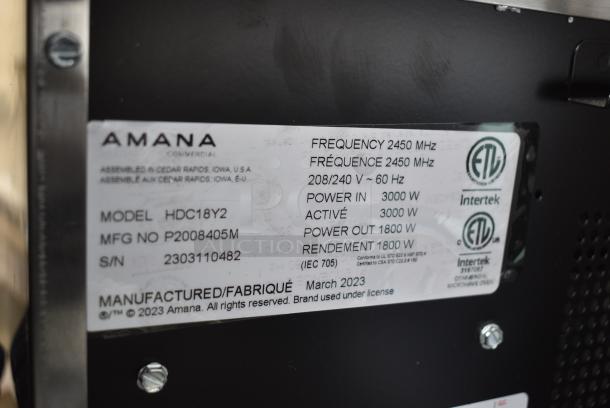 AMANA
COMMERCIAL
ASSEMBLED IN CEDAR RAPIDS, IOWA, U.S.A
ASSEMBLÉ AUX CEDAR RAPIDS, IOWA, É-U
MODEL HDC18Y2
MFG NO P2008405M
S/N 2303110482
FREQUENCY 2450 MHz
FRÉQUENCE 2450 MHz
208/240 V ~ 60 Hz
POWER IN 3000 W
ACTIVÉ 3000 W
POWER OUT 1800 W
RENDEMENT 1800 W
(IEC 705)
MANUFACTURED/FABRIQUÉ March 2023
®/™ © 2023 Amana. All rights reserved. Brand used under license
ETL
Intertek
C ETL US
Intertek